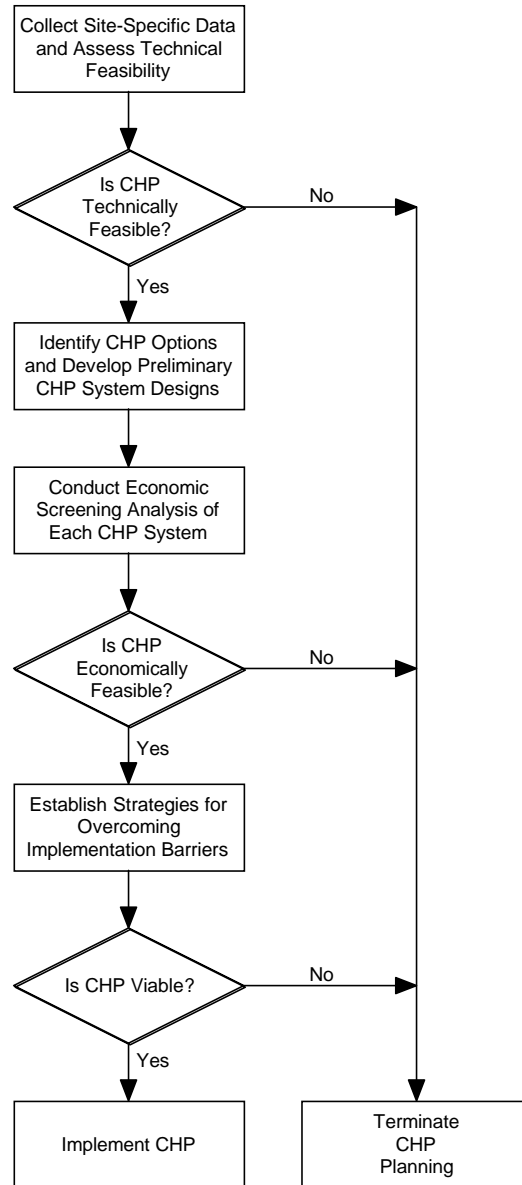 Collect Site-Specific Data
and Assess Technical
Feasibility
Is CHP
Technically
Feasible?
No
Yes
Identify CHP Options
and Develop Preliminary
CHP System Designs
Conduct Economic
Screening Analysis of
Each CHP System
Is CHP
Economically
Feasible?
No
Yes
Establish Strategies for
Overcoming
Implementation Barriers
Is CHP Viable?
No
Yes
Implement CHP
Terminate
CHP
Planning